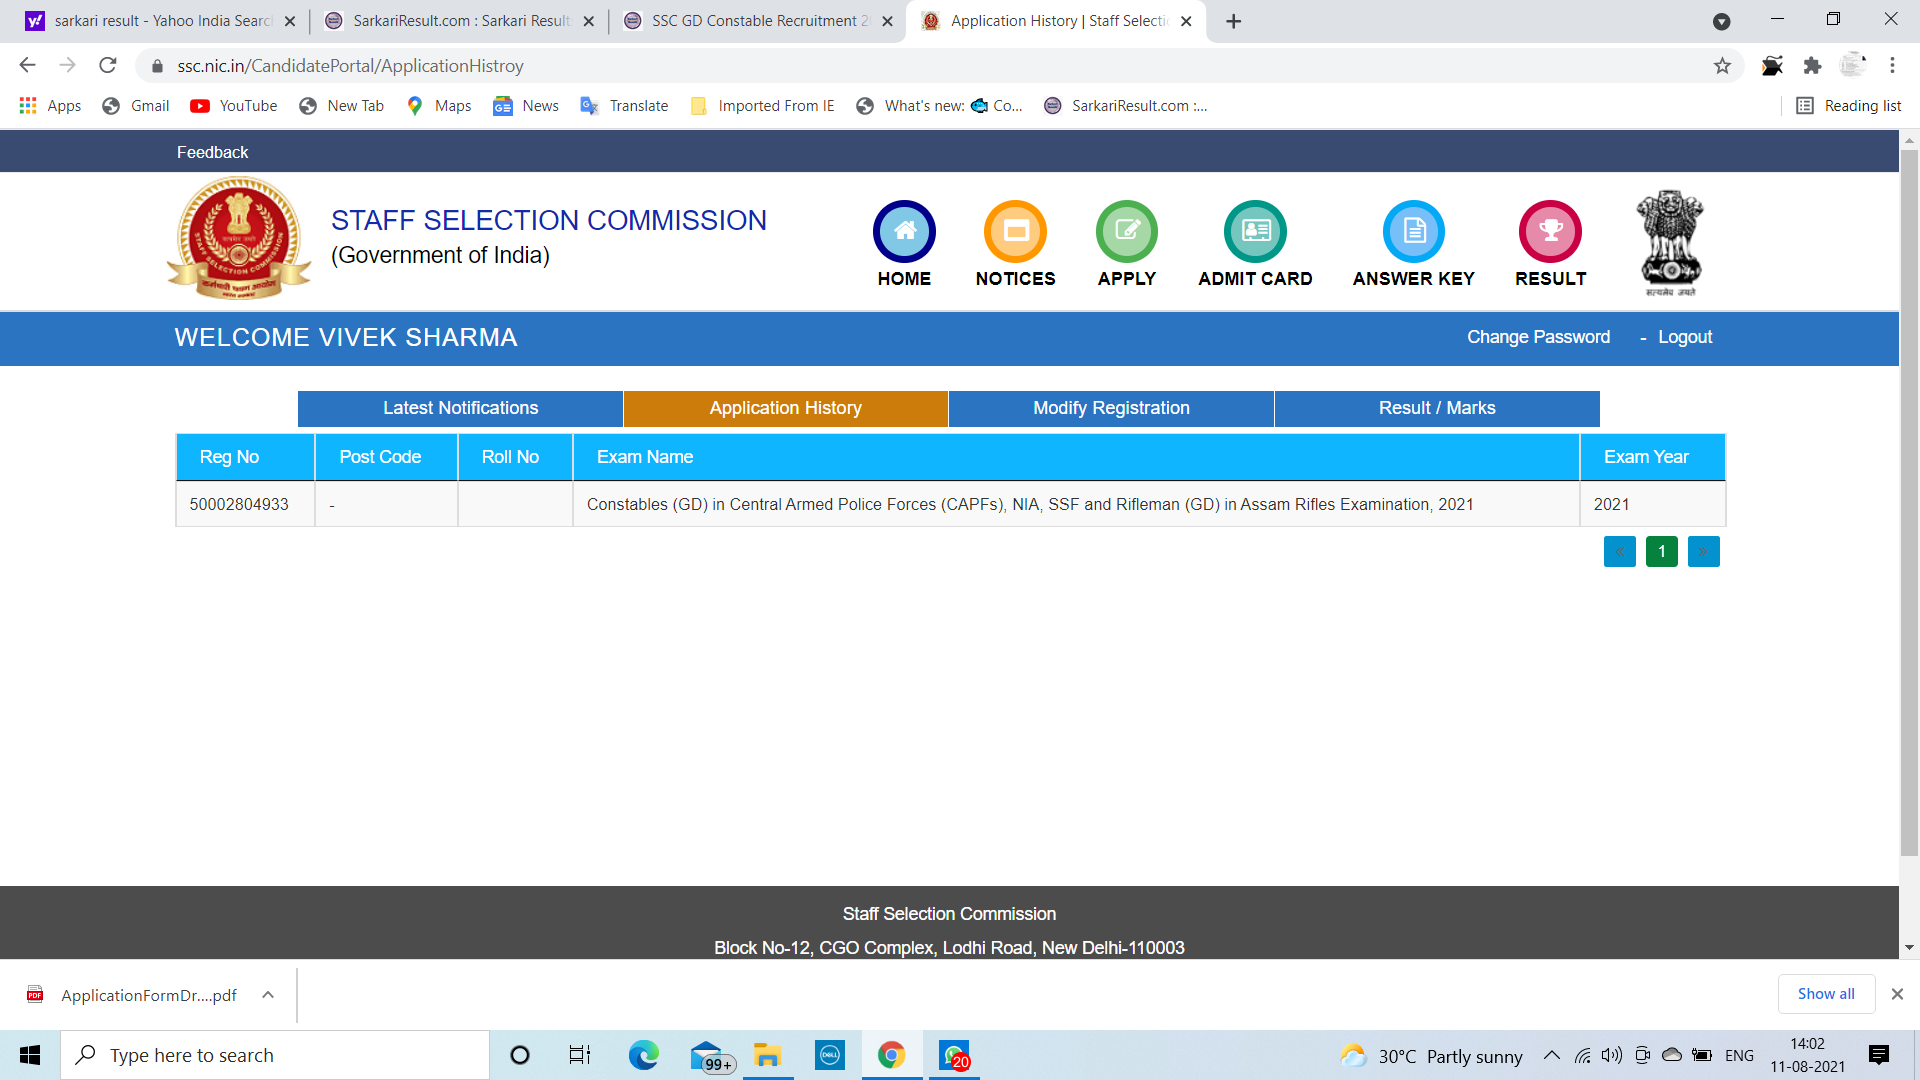 sarkari result - Yahoo India Searc
SarkariResult.com : Sarkari Result
SSC GD Constable Recruitment 2
Application History | Staff Selectio
ssc.nic.in/CandidatePortal/ApplicationHistroy
Apps
Gmail
YouTube
New Tab
Maps
News
Translate
Imported From IE
What's new: Co...
SarkariResult.com :...
Reading list
Feedback
STAFF SELECTION COMMISSION
(Government of India)
HOME
NOTICES
APPLY
ADMIT CARD
ANSWER KEY
RESULT
सत्यमेव जयते
WELCOME VIVEK SHARMA
Change Password - Logout
Latest Notifications
Application History
Modify Registration
Result / Marks
Reg No Post Code Roll No Exam Name Exam Year
50002804933 - Constables (GD) in Central Armed Police Forces (CAPFs), NIA, SSF and Rifleman (GD) in Assam Rifles Examination, 2021 2021
« 1 »
Staff Selection Commission
Block No-12, CGO Complex, Lodhi Road, New Delhi-110003
PDF
ApplicationFormDr....pdf
Show all
Type here to search
99+
DELL
20
30°C Partly sunny
ENG
14:02
11-08-2021